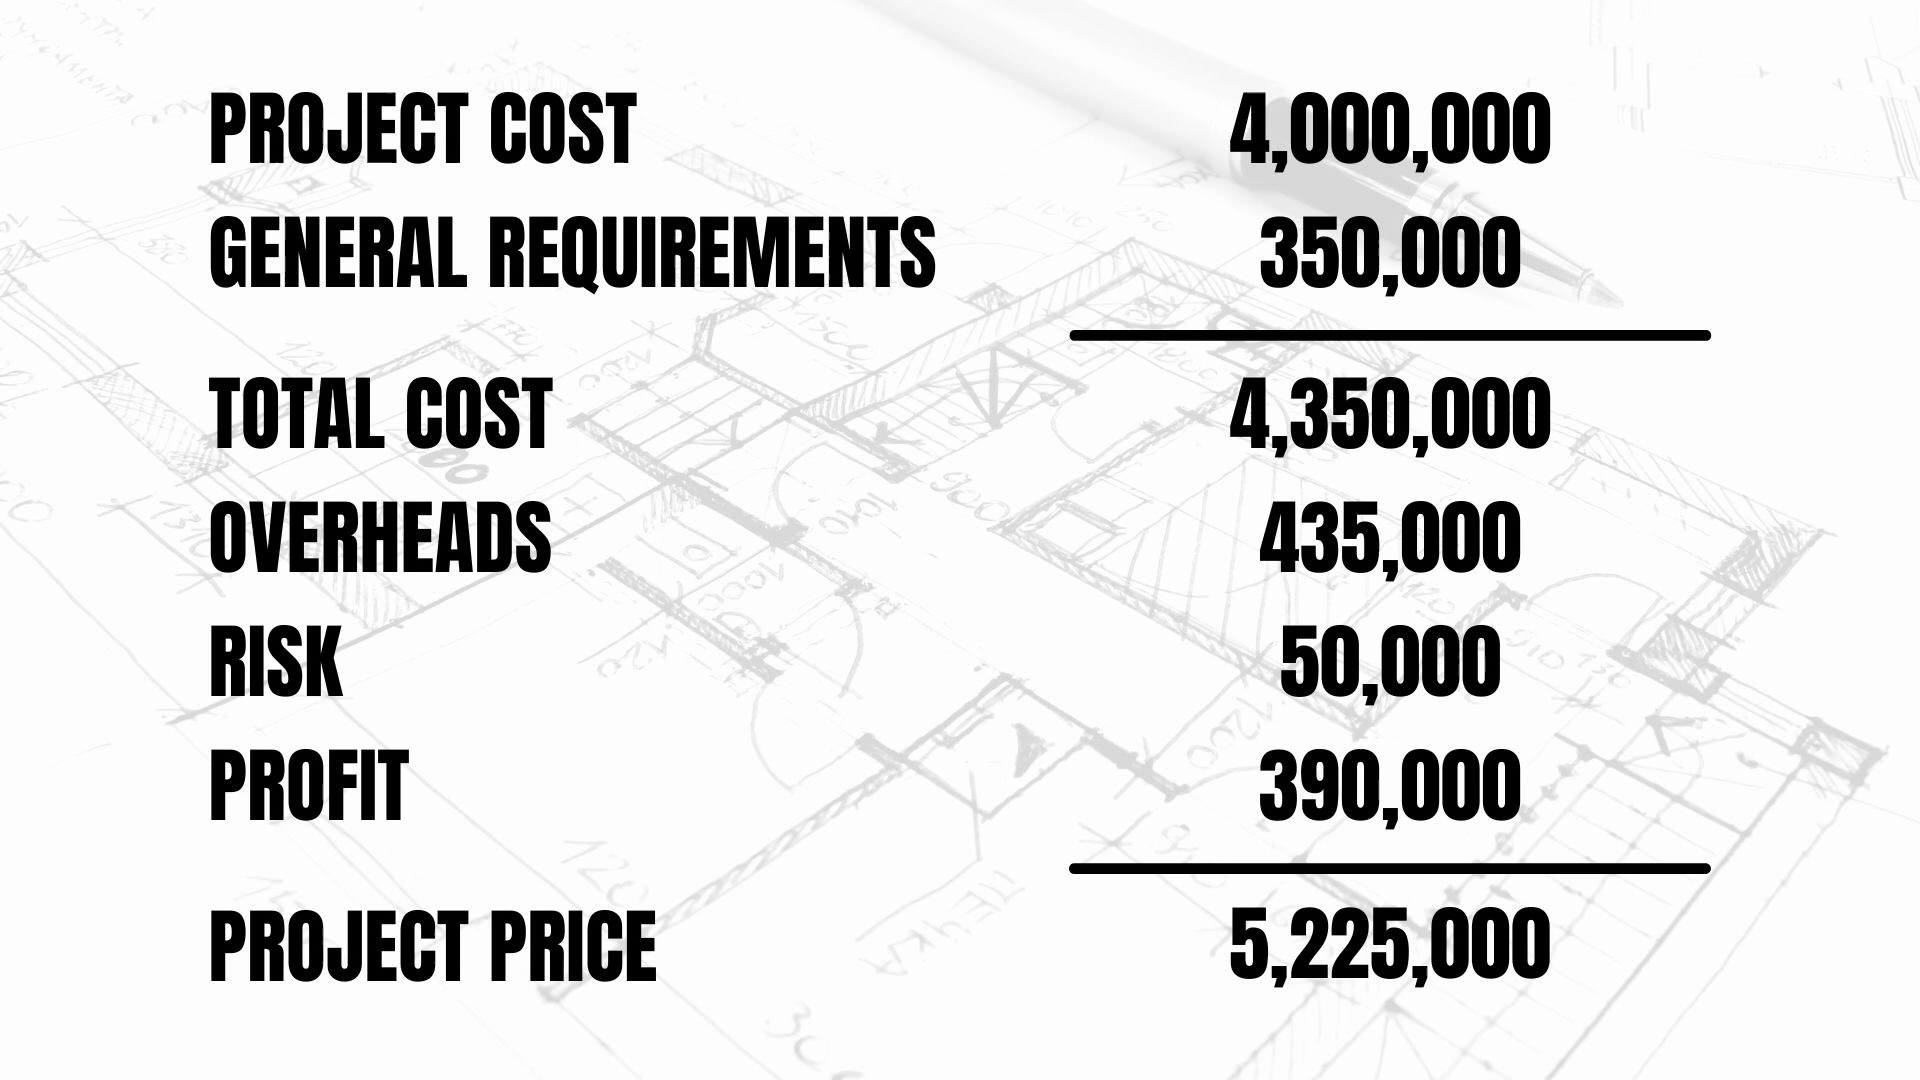 PROJECT COST 4,000,000
GENERAL REQUIREMENTS 350,000
TOTAL COST 4,350,000
OVERHEADS 435,000
RISK 50,000
PROFIT 390,000
PROJECT PRICE 5,225,000